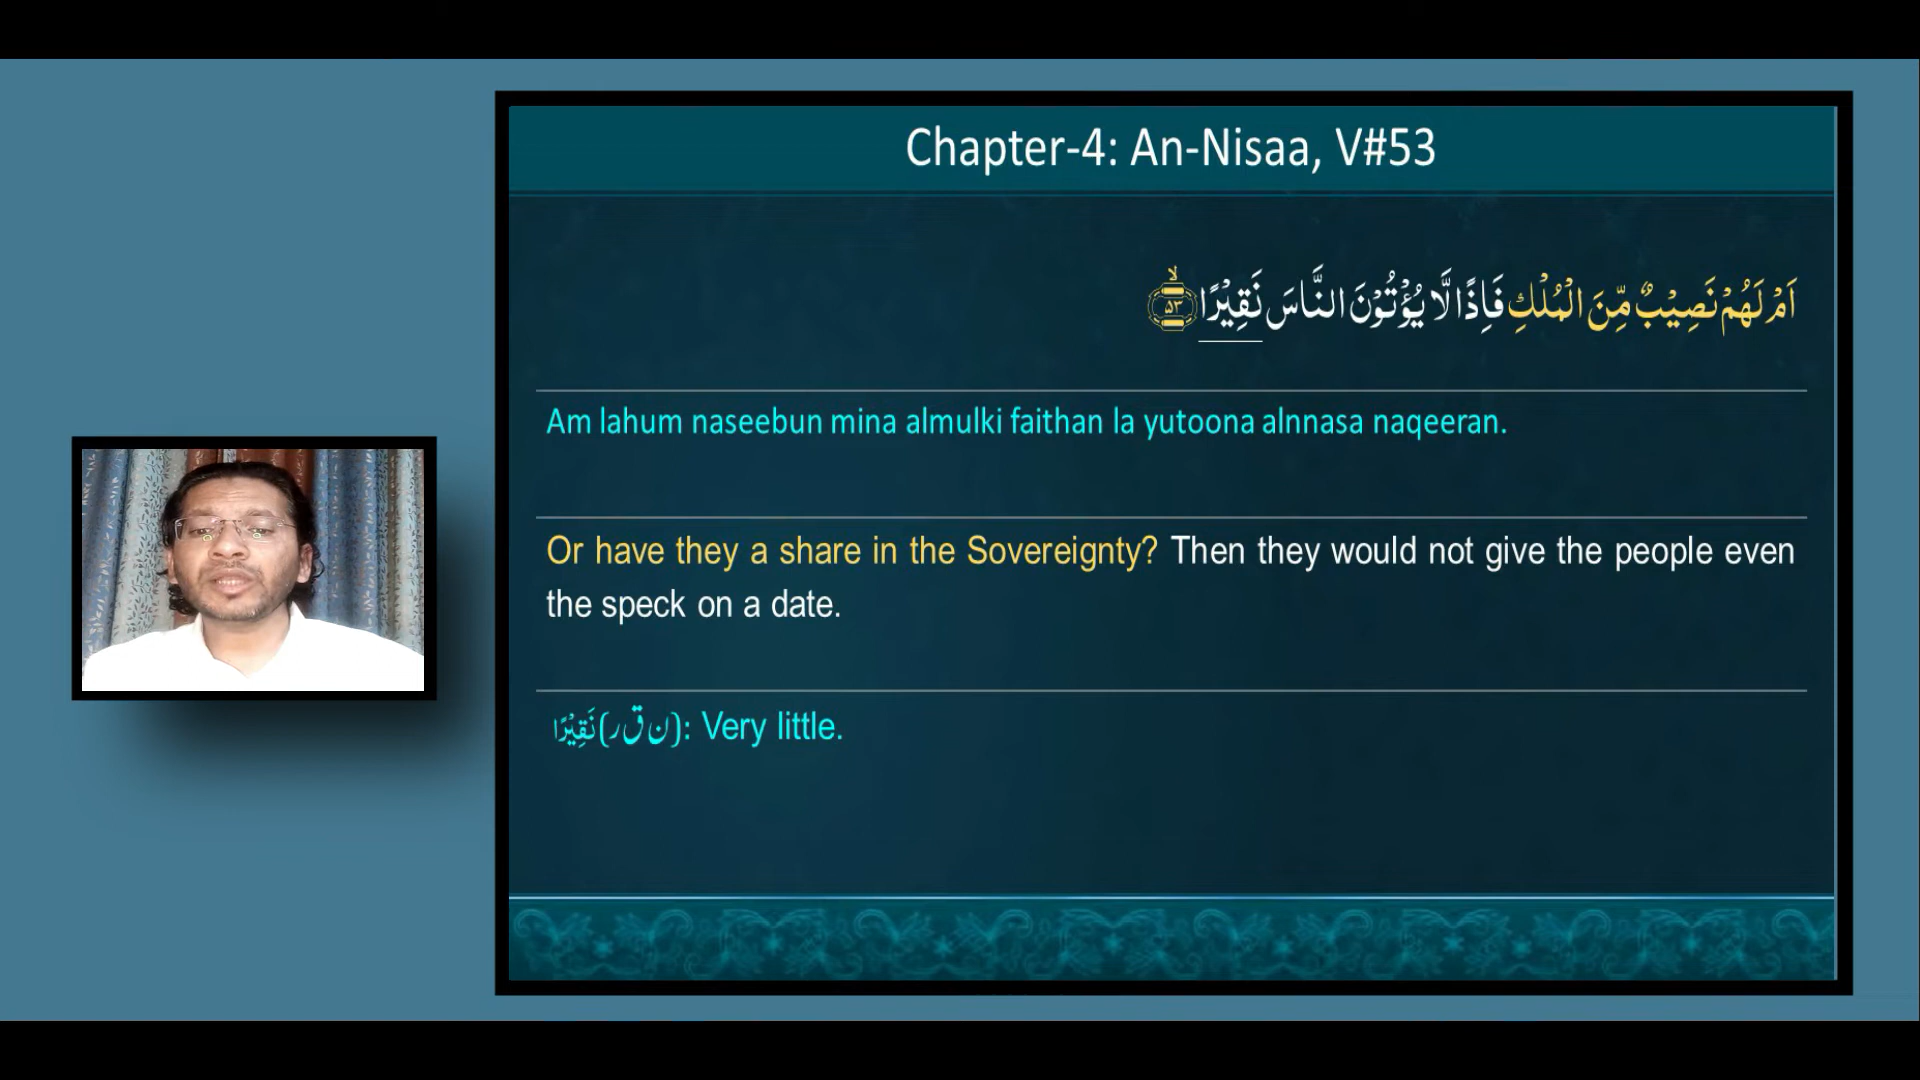 Chapter-4: An-Nisaa, V#53
اَمۡ لَهُمۡ نَصِيۡبٌ مِّنَ الۡمُلۡكِ فَاِذًا لَّا يُؤۡتُوۡنَ النَّاسَ نَقِيۡرًا ۙ‏ ﴿۵۳﴾
Am lahum naseebun mina almulki faithan la yutoona alnnasa naqeeran.
Or have they a share in the Sovereignty? Then they would not give the people even
the speck on a date.
نَقِيۡرًا (ن ق ر): Very little.